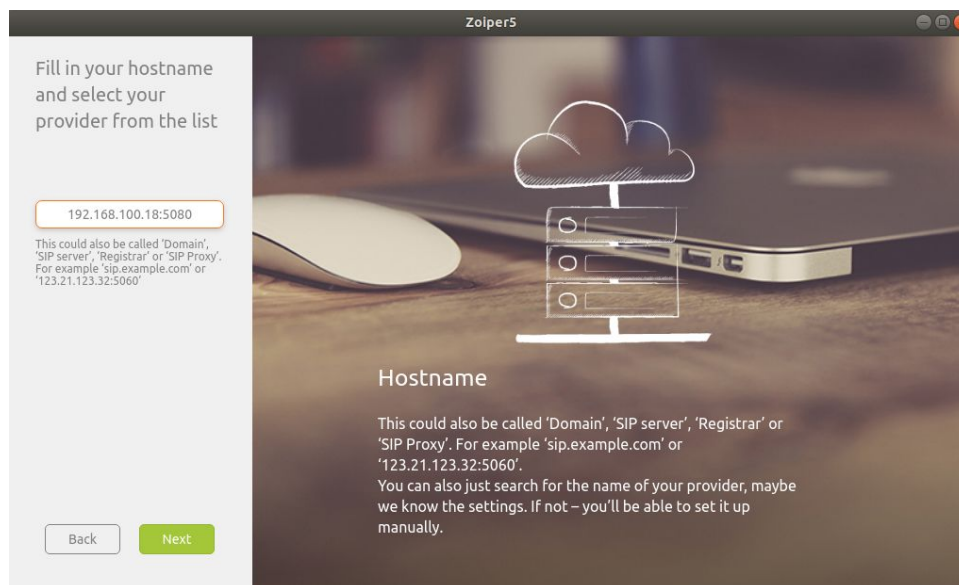 Zoiper5
Fill in your hostname
and select your
provider from the list
192.168.100.18:5080
This could also be called ‘Domain’,
‘SIP server’, ‘Registrar’ or ‘SIP Proxy’.
For example ‘sip.example.com’ or
‘123.21.123.32:5060’
Back
Next
Hostname
This could also be called ‘Domain’, ‘SIP server’, ‘Registrar’ or
‘SIP Proxy’. For example ‘sip.example.com’ or
‘123.21.123.32:5060’.
You can also just search for the name of your provider, maybe
we know the settings. If not – you’ll be able to set it up
manually.